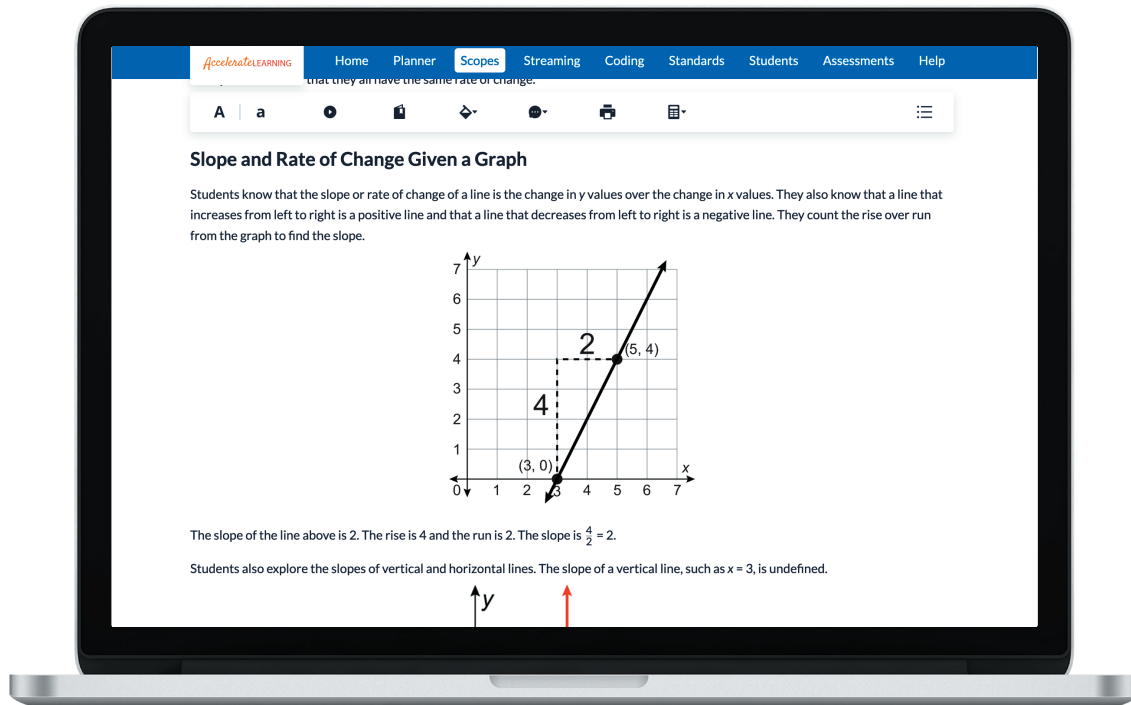 AccelerateLEARNING Home Planner Scopes Streaming Coding Standards Students Assessments Help
that they all have the same rate of change.
A a
Slope and Rate of Change Given a Graph
Students know that the slope or rate of change of a line is the change in y values over the change in x values. They also know that a line that
increases from left to right is a positive line and that a line that decreases from left to right is a negative line. They count the rise over run
from the graph to find the slope.
y
7
6
5
2
(5, 4)
4
3
4
2
1
(3, 0)
x
0 1 2 3 4 5 6 7
The slope of the line above is 2. The rise is 4 and the run is 2. The slope is 4/2 = 2.
Students also explore the slopes of vertical and horizontal lines. The slope of a vertical line, such as x = 3, is undefined.
y